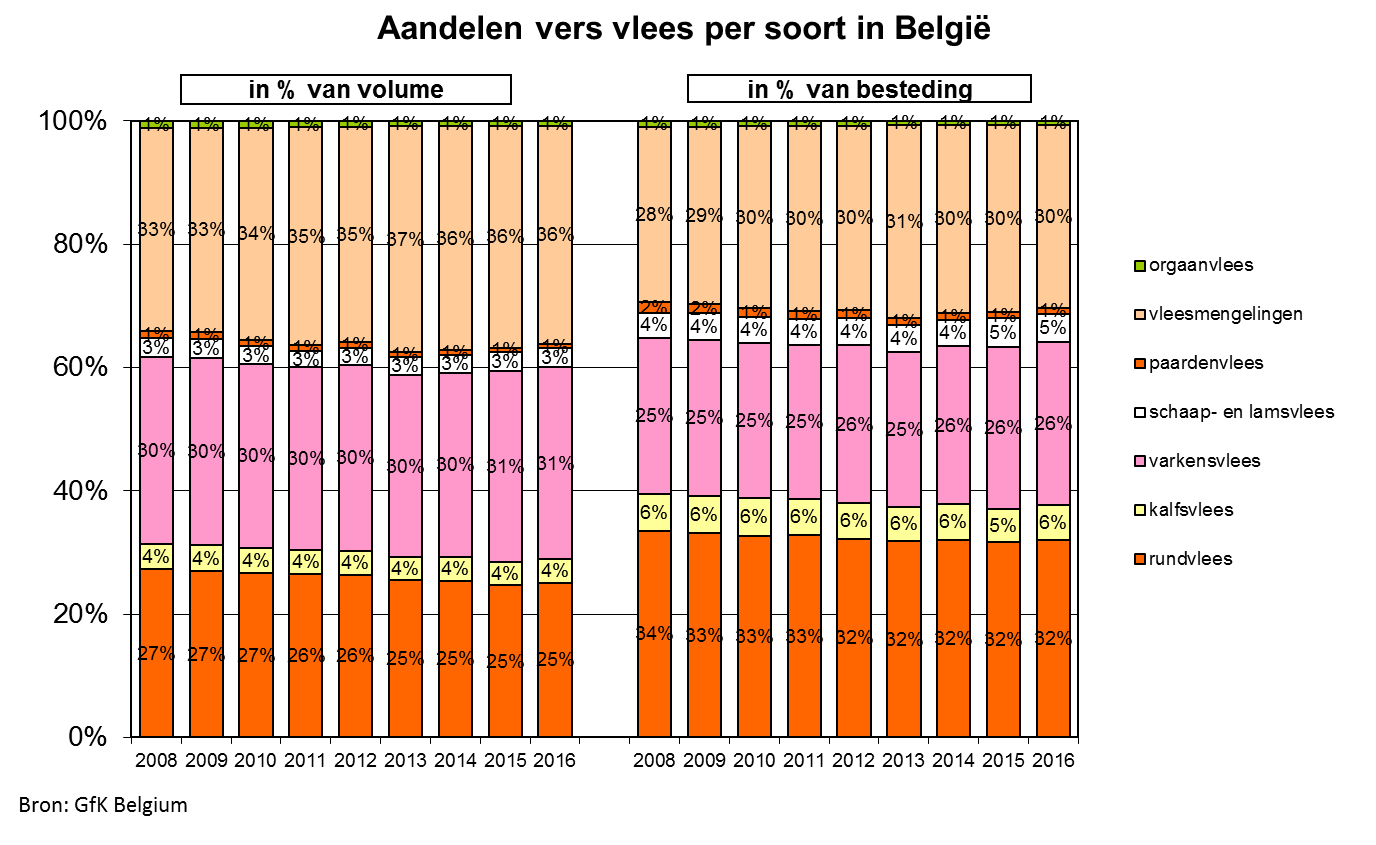 Aandelen vers vlees per soort in België
in % van volume
in % van besteding
100%
80%
60%
40%
20%
0%
1% 1% 1% 1% 1% 1% 1% 1% 1%
33% 33% 34% 35% 35% 37% 36% 36% 36%
1% 1% 1% 1% 1% 1% 1% 1% 1%
3% 3% 3% 3% 3% 3% 3% 3% 3%
30% 30% 30% 30% 30% 30% 30% 31% 31%
4% 4% 4% 4% 4% 4% 4% 4% 4%
27% 27% 27% 26% 26% 25% 25% 25% 25%
2008 2009 2010 2011 2012 2013 2014 2015 2016
1% 1% 1% 1% 1% 1% 1% 1% 1%
28% 29% 30% 30% 30% 31% 30% 30% 30%
2% 2% 1% 1% 1% 1% 1% 1% 1%
4% 4% 4% 4% 4% 4% 4% 5% 5%
25% 25% 25% 25% 26% 25% 26% 26% 26%
6% 6% 6% 6% 6% 6% 6% 5% 6%
34% 33% 33% 33% 32% 32% 32% 32% 32%
2008 2009 2010 2011 2012 2013 2014 2015 2016
orgaanvlees
vleesmengelingen
paardenvlees
schaap- en lamsvlees
varkensvlees
kalfsvlees
rundvlees
Bron: GfK Belgium